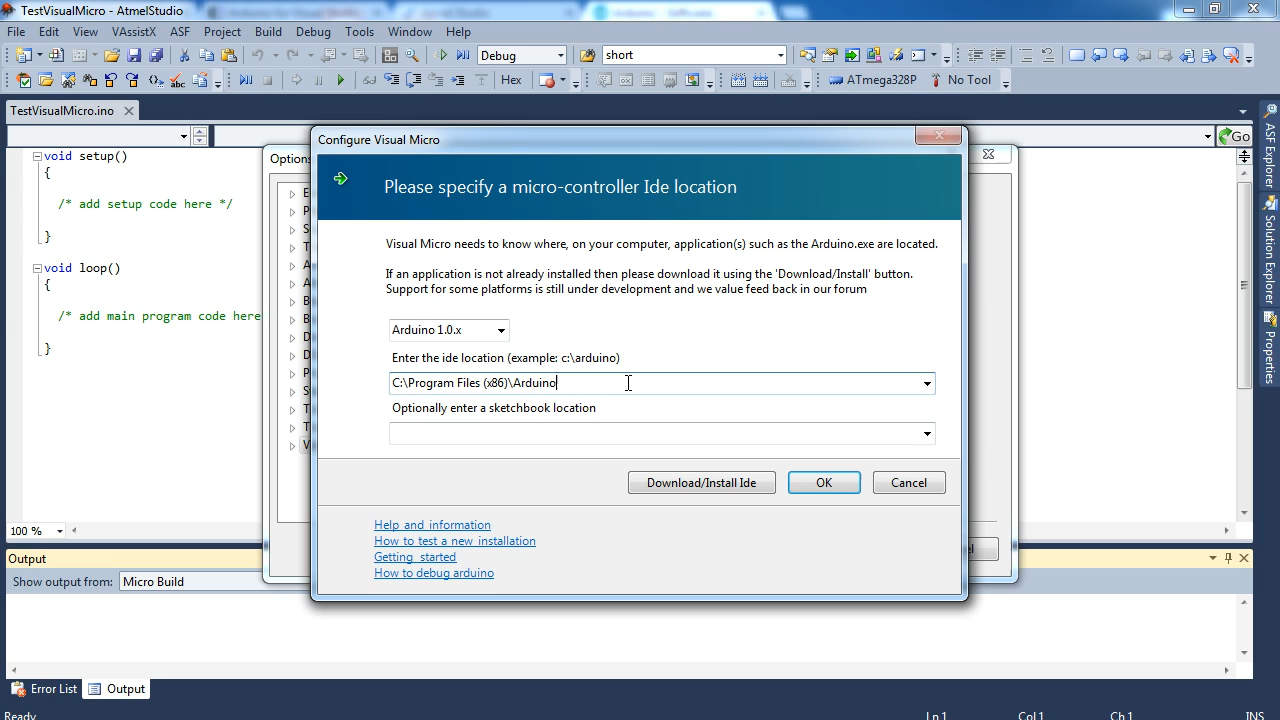 TestVisualMicro - AtmelStudio
File Edit View VAssistX ASF Project Build Debug Tools Window Help
Debug short
Hex ATmega328P No Tool
TestVisualMicro.ino
Go
void setup()
{
/* add setup code here */
}
void loop()
{
/* add main program code here
}
Options
Configure Visual Micro
Please specify a micro-controller Ide location
Visual Micro needs to know where, on your computer, application(s) such as the Arduino.exe are located.
If an application is not already installed then please download it using the 'Download/Install' button.
Support for some platforms is still under development and we value feed back in our forum
Arduino 1.0.x
Enter the ide location (example: c:\arduino)
C:\Program Files (x86)\Arduino
Optionally enter a sketchbook location
Download/Install Ide OK Cancel
Help and information
How to test a new installation
Getting started
How to debug arduino
ASF Explorer
Solution Explorer
Properties
100 %
Output
Show output from: Micro Build
Error List Output
Ready Ln 1 Col 1 Ch 1 INS